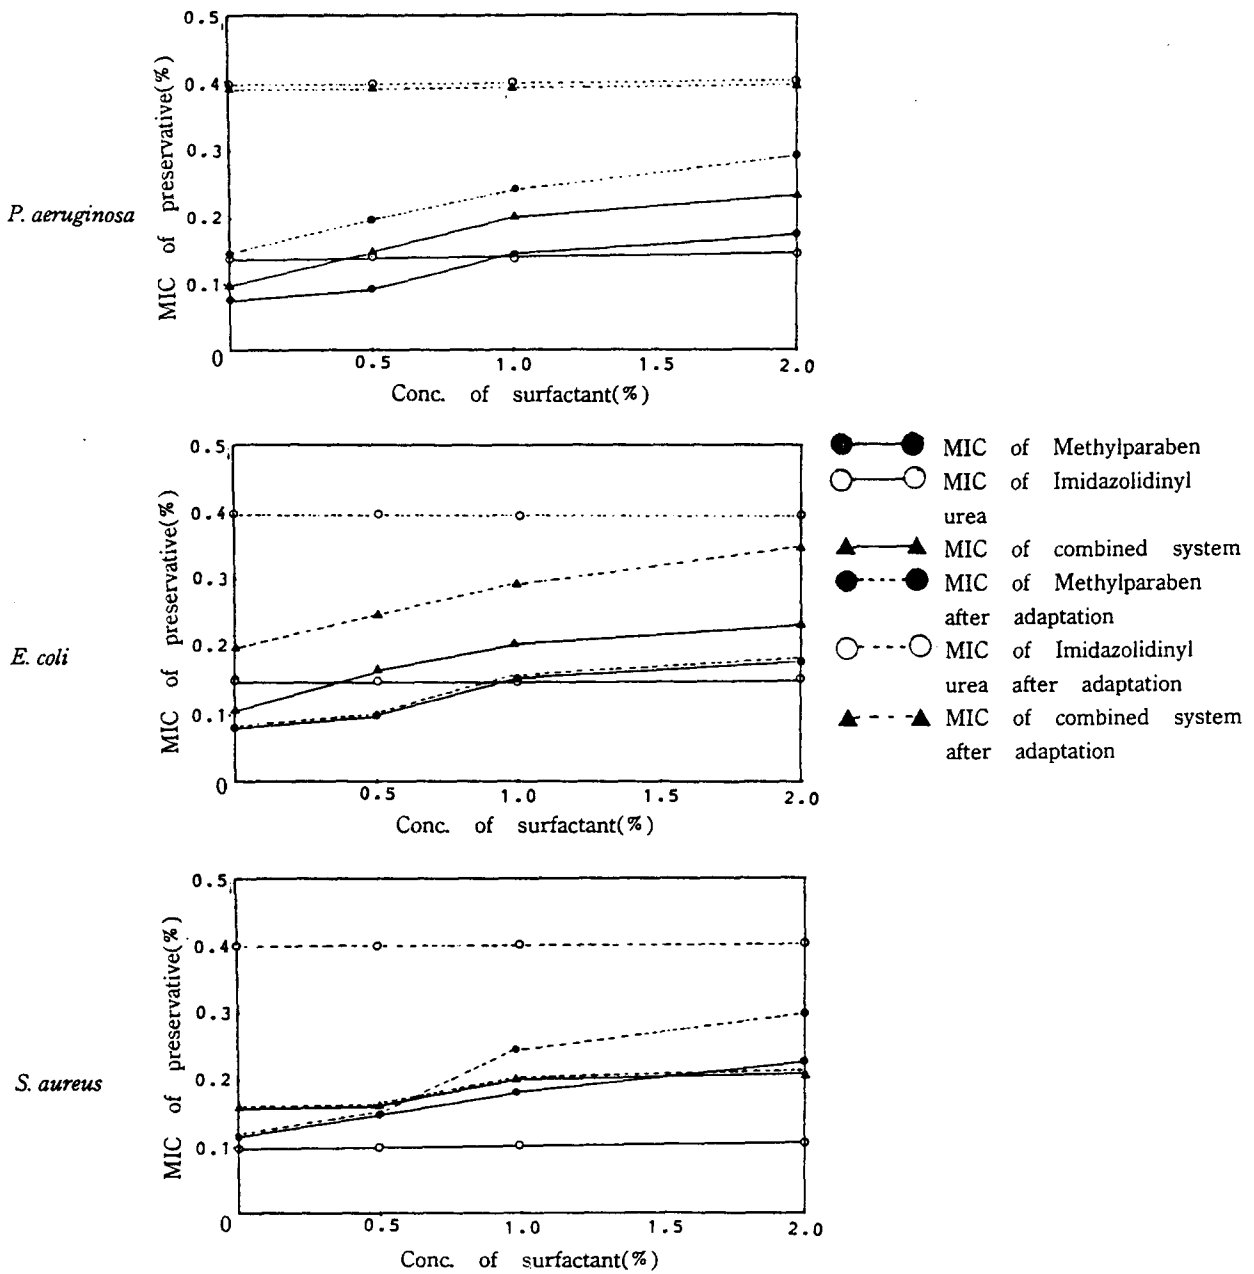 0.5
0.4
0.3
0.2
0.1
0
MIC of preservative(%)
P. aeruginosa
0.5 1.0 1.5 2.0
Conc. of surfactant(%)
0.5
0.4
0.3
0.2
0.1
0
MIC of preservative(%)
E. coli
0.5 1.0 1.5 2.0
Conc. of surfactant(%)
MIC of Methylparaben
MIC of Imidazolidinyl
urea
MIC of combined system
MIC of Methylparaben
after adaptation
MIC of Imidazolidinyl
urea after adaptation
MIC of combined system
after adaptation
0.5
0.4
0.3
0.2
0.1
0
MIC of preservative(%)
S. aureus
0.5 1.0 1.5 2.0
Conc. of surfactant(%)